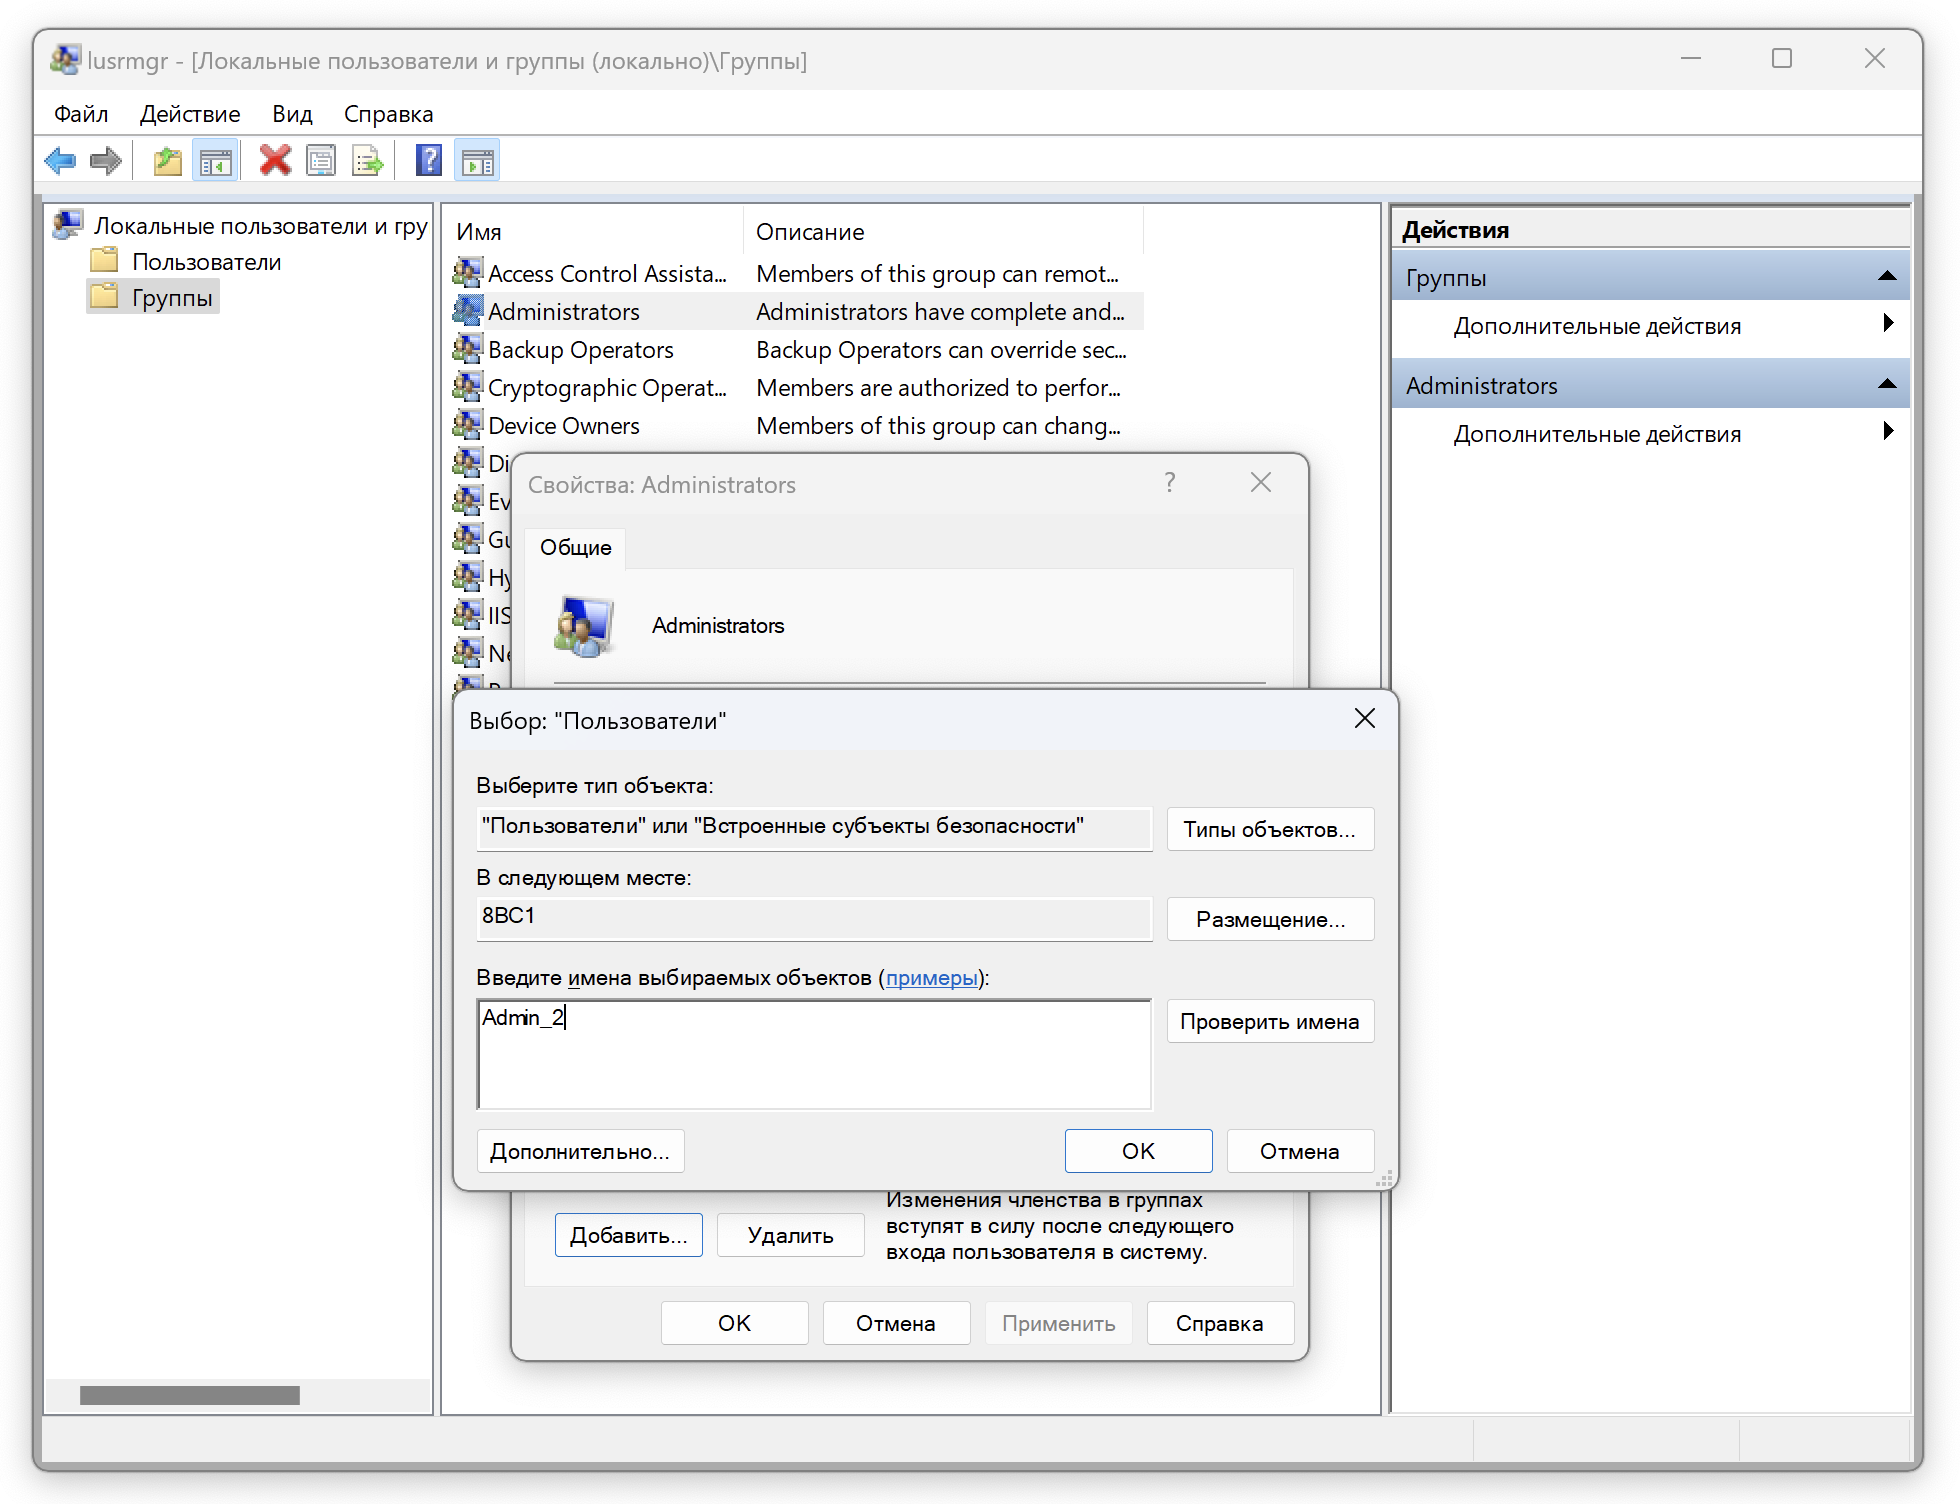 lusrmgr - [Локальные пользователи и группы (локально)\Группы]
Файл Действие Вид Справка
Локальные пользователи и гру
Пользователи
Группы
Имя Описание
Access Control Assista... Members of this group can remot...
Administrators Administrators have complete and...
Backup Operators Backup Operators can override sec...
Cryptographic Operat... Members are authorized to perfor...
Device Owners Members of this group can chang...
Di
Ev
Gu
Hy
IIS
Ne
Действия
Группы
Дополнительные действия
Administrators
Дополнительные действия
Свойства: Administrators
?
Общие
Administrators
Выбор: "Пользователи"
Выберите тип объекта:
"Пользователи" или "Встроенные субъекты безопасности"
Типы объектов...
В следующем месте:
8BC1
Размещение...
Введите имена выбираемых объектов (примеры):
Admin_2
Проверить имена
Дополнительно...
ОК
Отмена
Добавить...
Удалить
Изменения членства в группах
вступят в силу после следующего
входа пользователя в систему.
ОК
Отмена
Применить
Справка